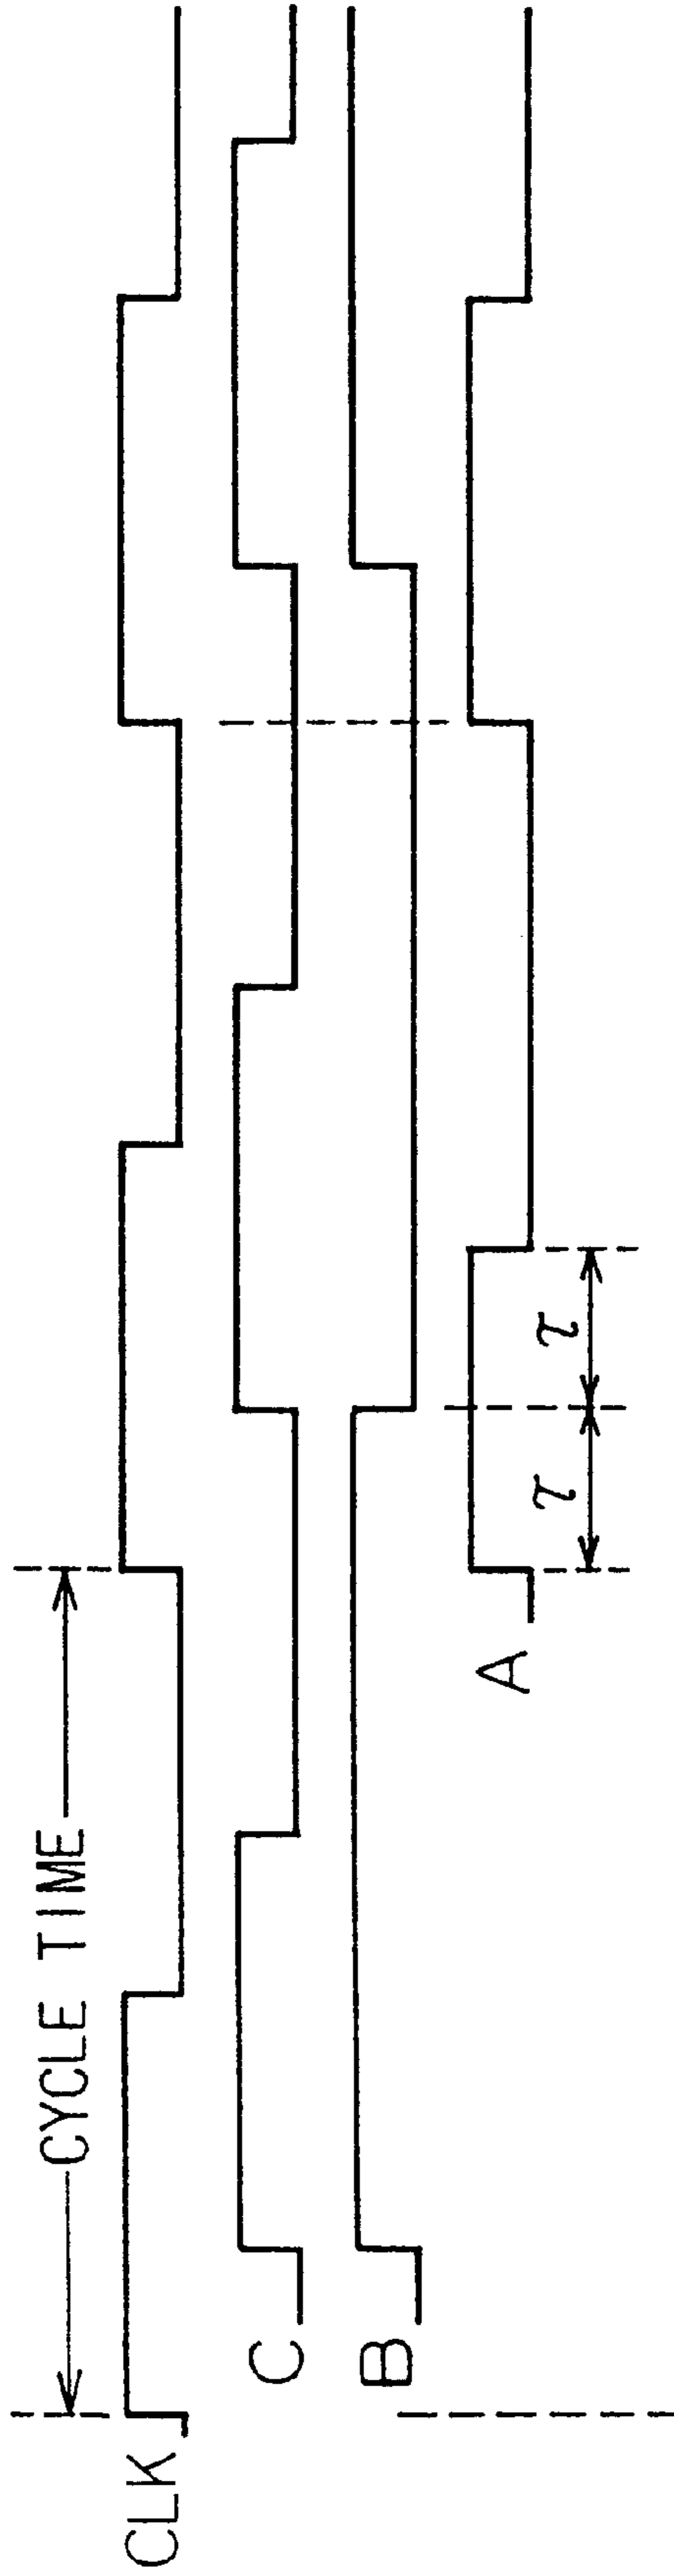 CYCLE TIME
CLK
C
B
A
τ τ